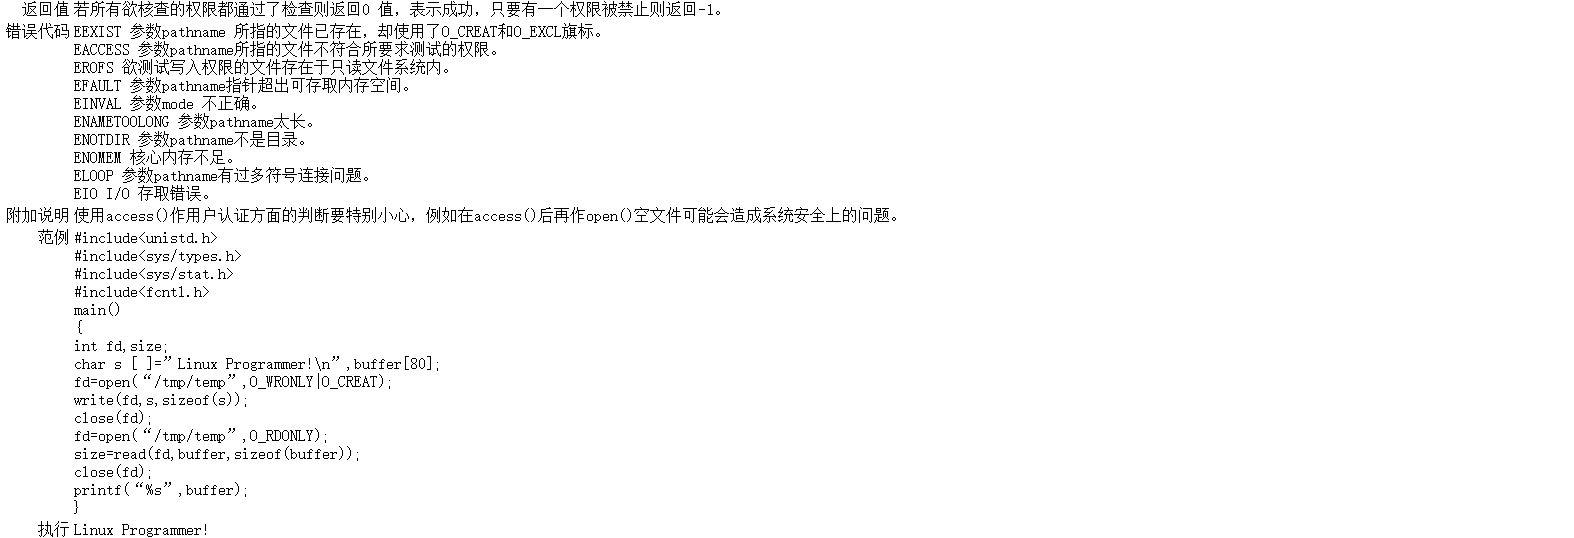 返回值 若所有欲核查的权限都通过了检查则返回0 值，表示成功，只要有一个权限被禁止则返回-1。
错误代码 EEXIST 参数pathname 所指的文件已存在，却使用了O_CREAT和O_EXCL旗标。
EACCESS 参数pathname所指的文件不符合所要求测试的权限。
EROFS 欲测试写入权限的文件存在于只读文件系统内。
EFAULT 参数pathname指针超出可存取内存空间。
EINVAL 参数mode 不正确。
ENAMETOOLONG 参数pathname太长。
ENOTDIR 参数pathname不是目录。
ENOMEM 核心内存不足。
ELOOP 参数pathname有过多符号连接问题。
EIO I/O 存取错误。
附加说明 使用access()作用户认证方面的判断要特别小心，例如在access()后再作open()空文件可能会造成系统安全上的问题。
范例 #include<unistd.h>
#include<sys/types.h>
#include<sys/stat.h>
#include<fcntl.h>
main()
{
int fd,size;
char s [ ]=”Linux Programmer!\n”,buffer[80];
fd=open(“/tmp/temp”,O_WRONLY|O_CREAT);
write(fd,s,sizeof(s));
close(fd);
fd=open(“/tmp/temp”,O_RDONLY);
size=read(fd,buffer,sizeof(buffer));
close(fd);
printf(“%s”,buffer);
}
执行 Linux Programmer!